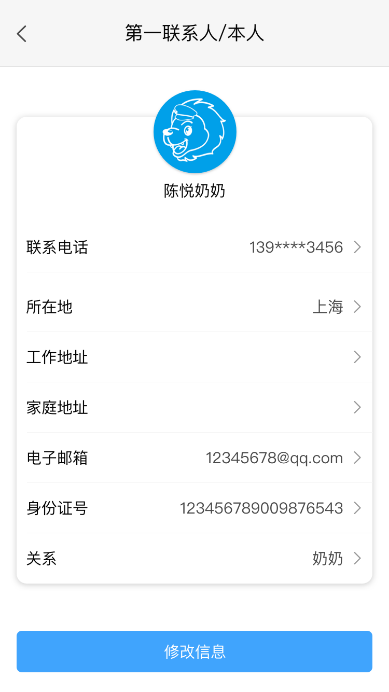 第一联系人/本人
陈悦奶奶
联系电话 139****3456
所在地 上海
工作地址
家庭地址
电子邮箱 12345678@qq.com
身份证号 123456789009876543
关系 奶奶
修改信息